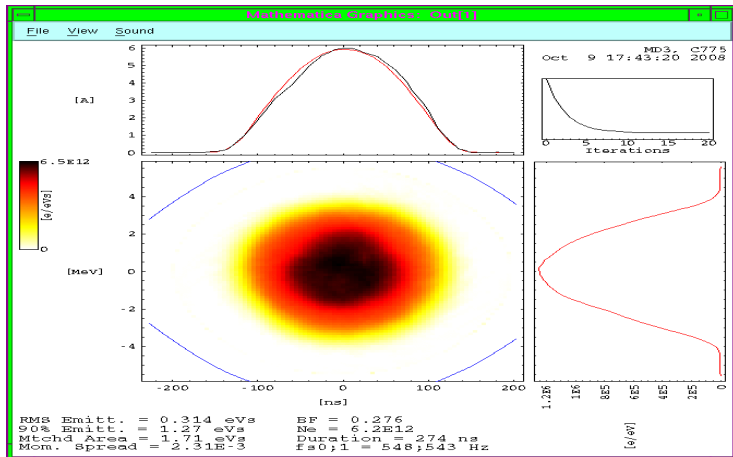 Mathematica Graphics: Out[1]
File View Sound
MD3, C775
Oct 9 17:43:20 2008
6
5
4
3
2
1
0
[A]
0 5 10 15 20
Iterations
6.5E12
[e/eVs]
0
4
2
0
-2
-4
[MeV]
-200 -100 0 100 200
[ns]
1.2E6 1E6 8E5 6E5 4E5 2E5 0
[e/eV]
RMS Emitt. = 0.314 eVs BF = 0.276
90% Emitt. = 1.27 eVs Ne = 6.2E12
Mtchd Area = 1.71 eVs Duration = 274 ns
Mom. Spread = 2.31E-3 fs0;1 = 548;543 Hz